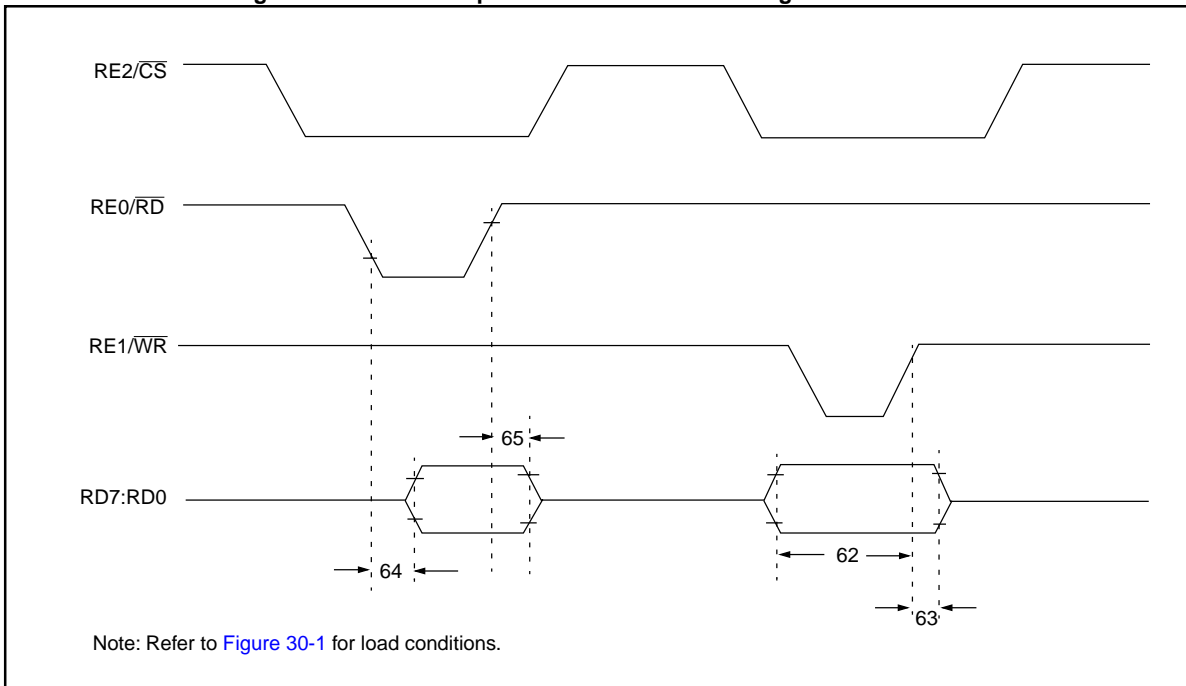 RE2/CS
RE0/RD
RE1/WR
65
RD7:RD0
64
62
63
Note: Refer to Figure 30-1 for load conditions.